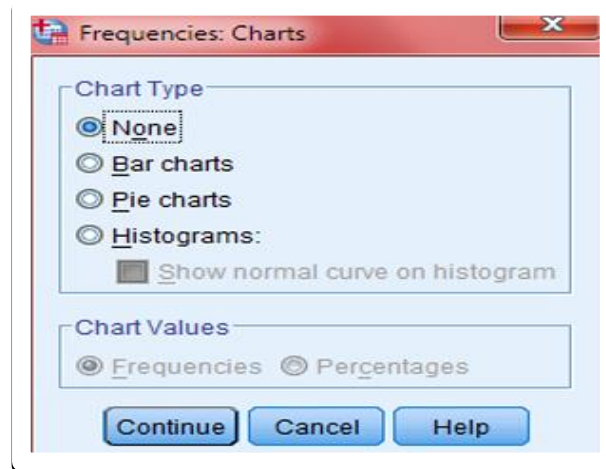 Frequencies: Charts
Chart Type
None
Bar charts
Pie charts
Histograms:
Show normal curve on histogram
Chart Values
Frequencies Percentages
Continue Cancel Help